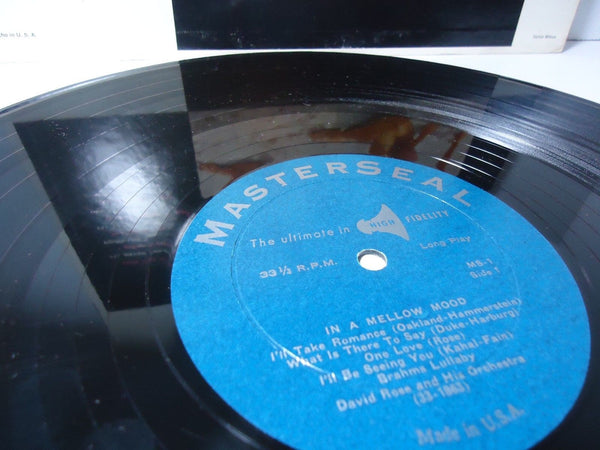 cho in U. S. A.
MASTERSEAL
The ultimate in HIGH FIDELITY
33 ⅓ R.P.M.
Long Play
MS-1
Side 1
IN A MELLOW MOOD
I'll Take Romance (Oakland-Hammerstein)
What Is There To Say (Duke-Harburg)
One Love (Rose)
I'll Be Seeing You (Kahal-Fain)
Brahms Lullaby
David Rose and His Orchestra
Made in U.S.A.